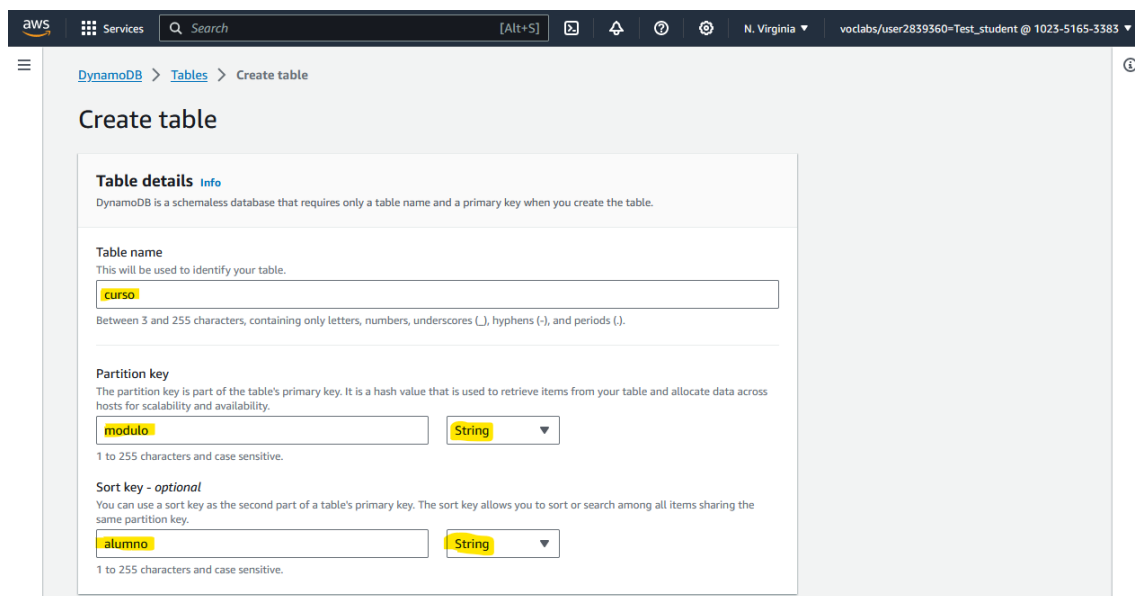 aws Services Search [Alt+S] N. Virginia voclabs/user2839360=Test_student @ 1023-5165-3383
DynamoDB > Tables > Create table
Create table
Table details Info
DynamoDB is a schemaless database that requires only a table name and a primary key when you create the table.
Table name
This will be used to identify your table.
curso
Between 3 and 255 characters, containing only letters, numbers, underscores (_), hyphens (-), and periods (.).
Partition key
The partition key is part of the table's primary key. It is a hash value that is used to retrieve items from your table and allocate data across
hosts for scalability and availability.
modulo String
1 to 255 characters and case sensitive.
Sort key - optional
You can use a sort key as the second part of a table's primary key. The sort key allows you to sort or search among all items sharing the
same partition key.
alumno String
1 to 255 characters and case sensitive.